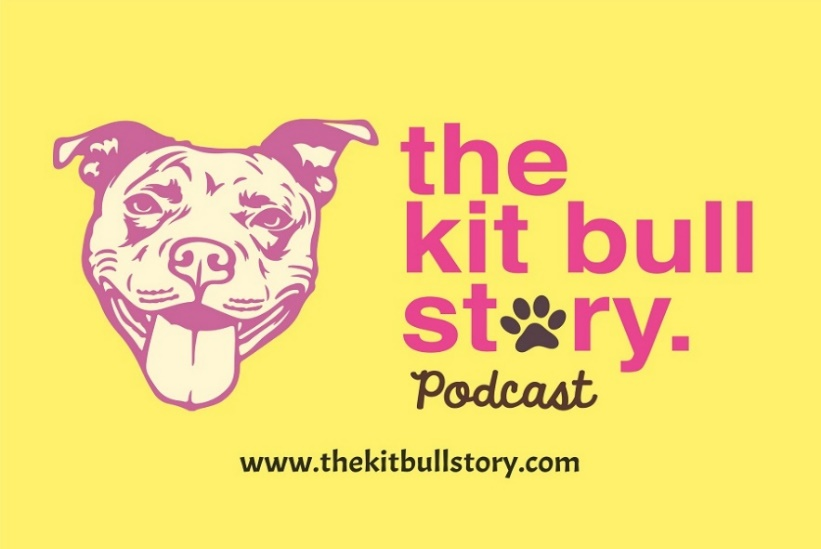 the
kit bull
story.
Podcast
www.thekitbullstory.com